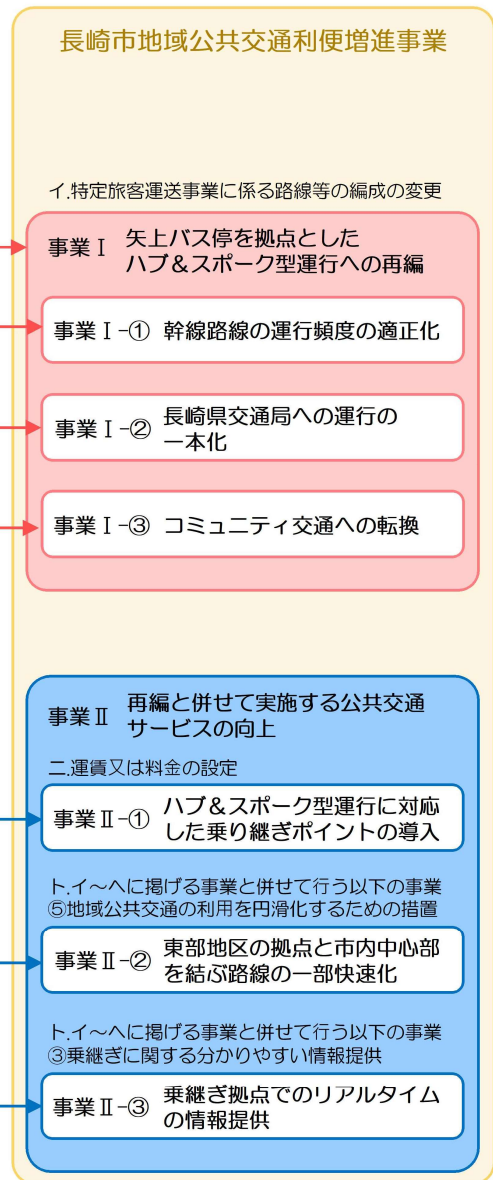 長崎市地域公共交通利便増進事業
イ.特定旅客運送事業に係る路線等の編成の変更
事業Ⅰ 矢上バス停を拠点とした
ハブ＆スポーク型運行への再編
事業Ⅰ-① 幹線路線の運行頻度の適正化
事業Ⅰ-② 長崎県交通局への運行の
一本化
事業Ⅰ-③ コミュニティ交通への転換
事業Ⅱ 再編と併せて実施する公共交通
サービスの向上
ニ.運賃又は料金の設定
事業Ⅱ-① ハブ＆スポーク型運行に対応
した乗り継ぎポイントの導入
ト.イ～ヘに掲げる事業と併せて行う以下の事業
⑤地域公共交通の利用を円滑化するための措置
事業Ⅱ-② 東部地区の拠点と市内中心部
を結ぶ路線の一部快速化
ト.イ～ヘに掲げる事業と併せて行う以下の事業
③乗継ぎに関する分かりやすい情報提供
事業Ⅱ-③ 乗継ぎ拠点でのリアルタイム
の情報提供